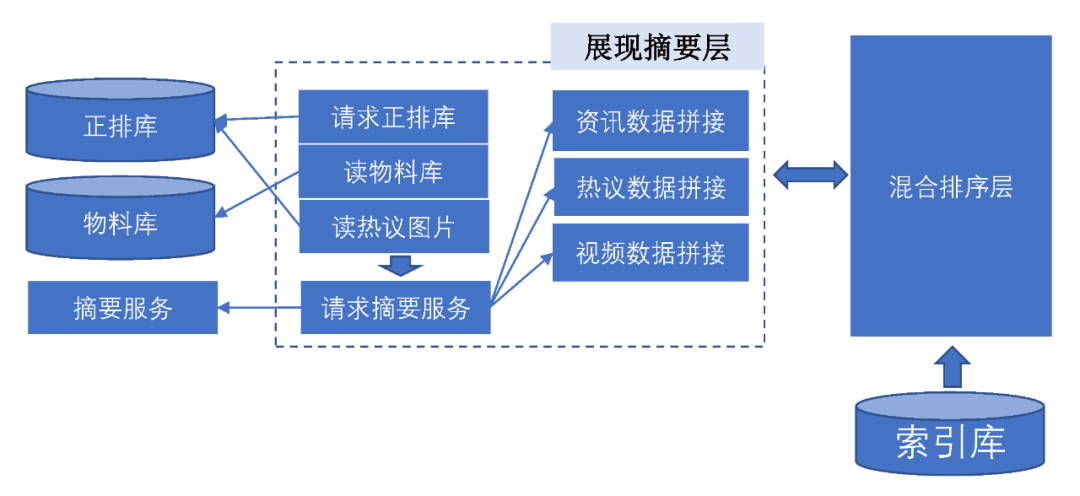 展现摘要层
正排库
物料库
摘要服务
请求正排库
读物料库
读热议图片
请求摘要服务
资讯数据拼接
热议数据拼接
视频数据拼接
混合排序层
索引库